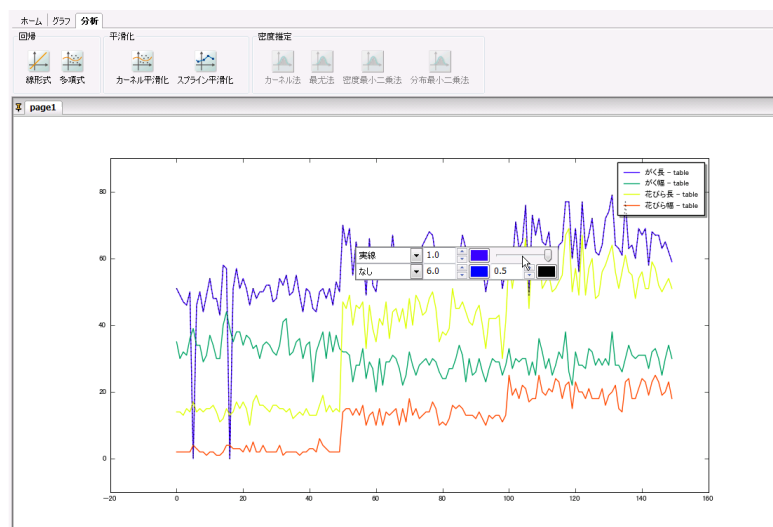 ホーム グラフ 分析
回帰 平滑化 密度推定
線形式 多項式 カーネル平滑化 スプライン平滑化 カーネル法 最尤法 密度最小二乗法 分布最小二乗法
page1
がく長 − table
がく幅 − table
花びら長 − table
花びら幅 − table
実線 1.0
なし 6.0 0.5
80
60
40
20
0
−20 0 20 40 60 80 100 120 140 160